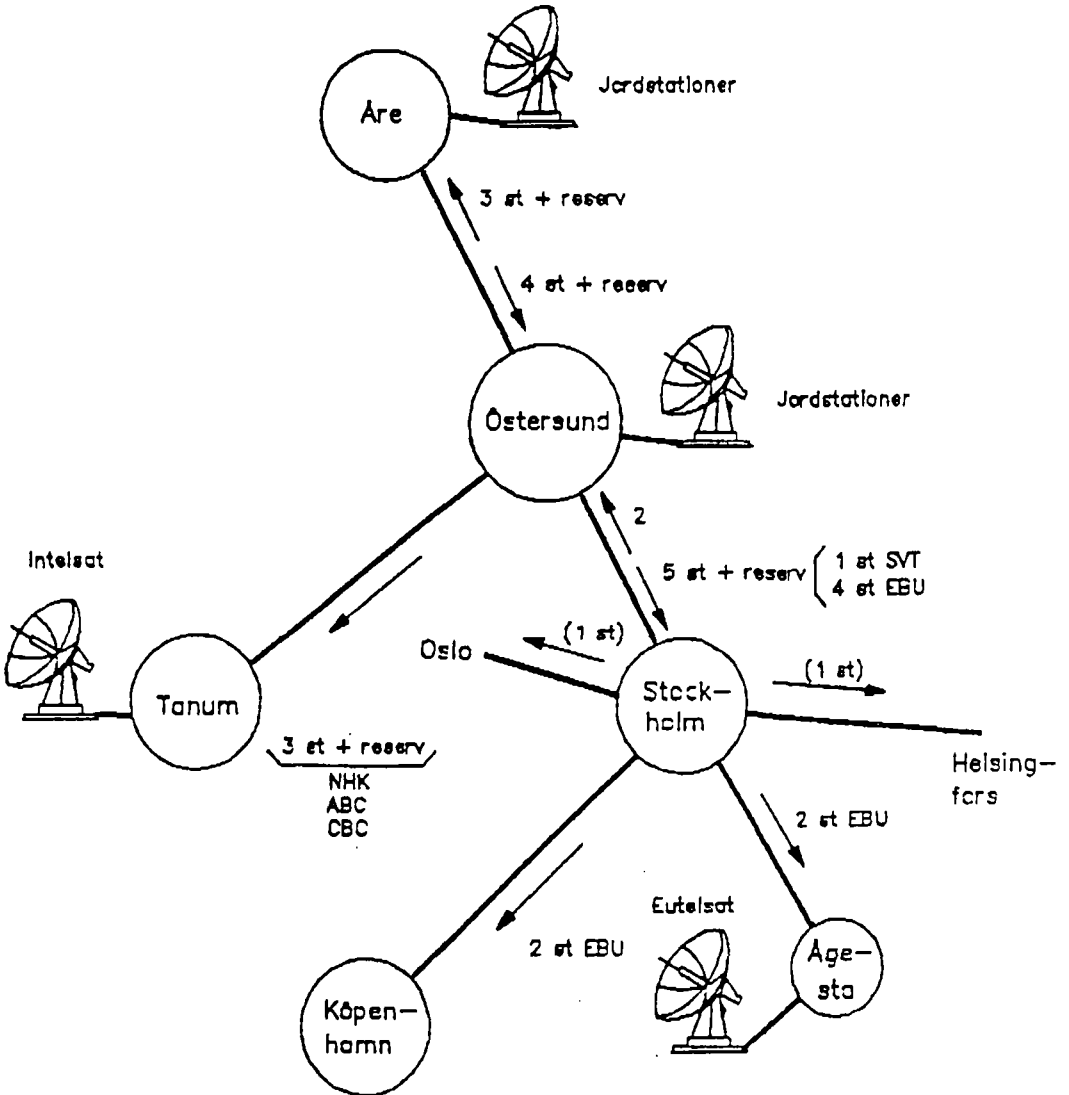 Åre
Jordstationer
3 st + reserv
4 st + reserv
Östersund
Jordstationer
2
5 st + reserv
1 st SVT
4 st EBU
Intelsat
Oslo
(1 st)
(1 st)
Tanum
Stock-
holm
3 st + reserv
NHK
ABC
CBC
Helsing-
fors
2 st EBU
Eutelsat
2 st EBU
Åge-
sta
Köpen-
hamn